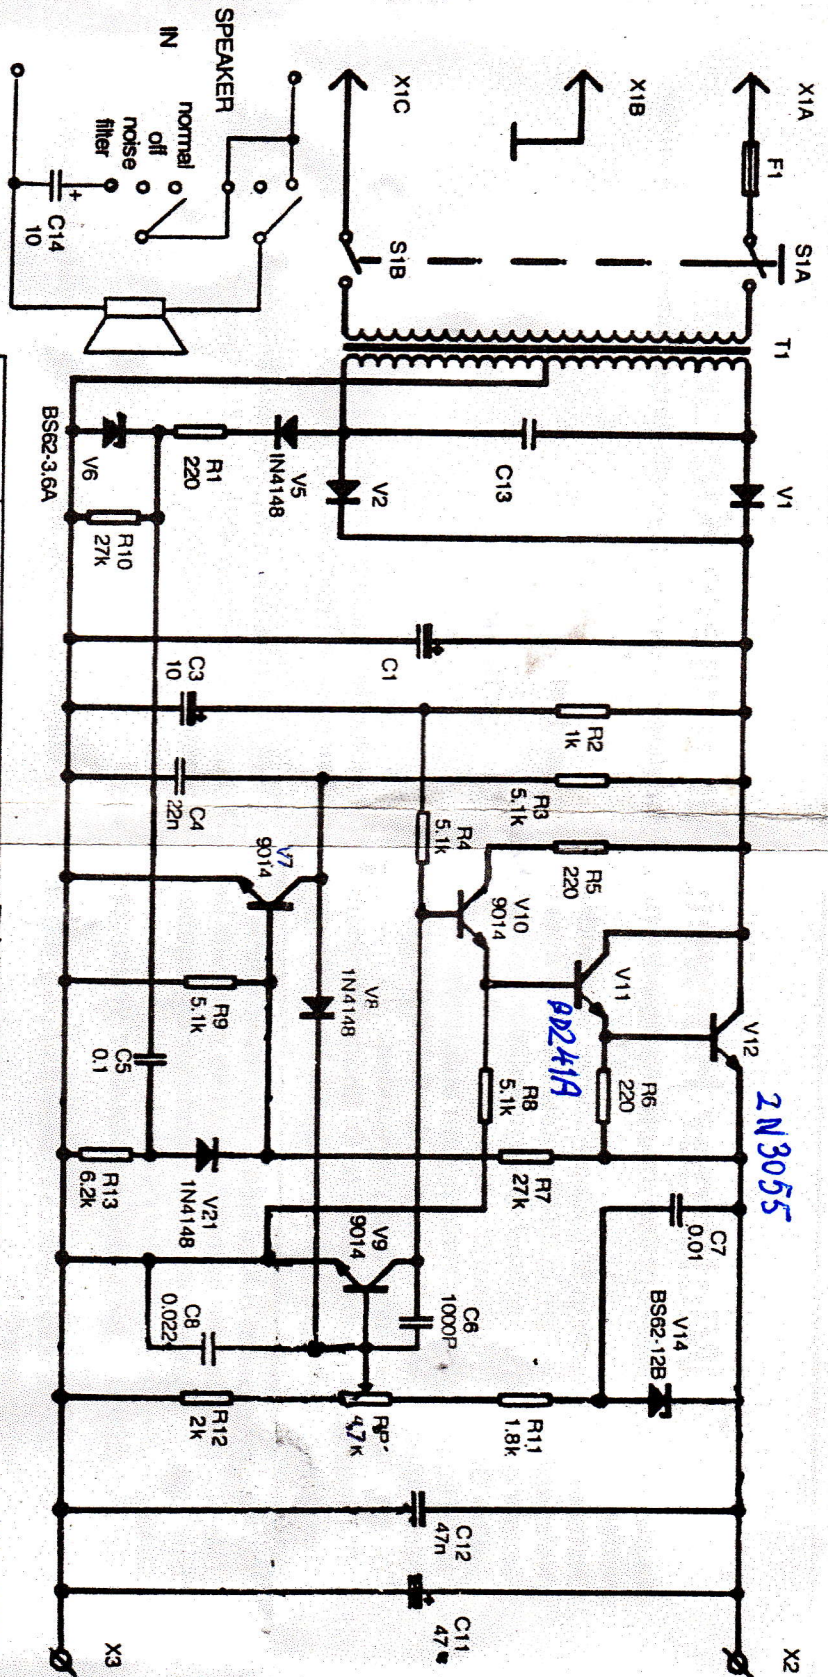 X1A
F1
S1A
T1
V1
X1B
X1C
S1B
C13
V2
V5
1N4148
R1
220
V6
BS62-3.6A
R10
27k
SPEAKER
IN
normal
off
noise
filter
C14
10
+
C1
+
C3
10
+
R2
1k
C4
22n
R3
5.1k
R4
5.1k
R5
220
V7
9014
V10
9014
V11
BD241A
V12
2N3055
R6
220
R8
5.1k
V8
1N4148
R9
5.1k
C5
0.1
R13
6.2k
V21
1N4148
R7
27k
C7
0.01
V14
BS62-12B
V9
9014
C6
1000P
C8
0.022
R11
1.8k
RP
4,7k
R12
2k
C12
47n
C11
47
+
X2
X3